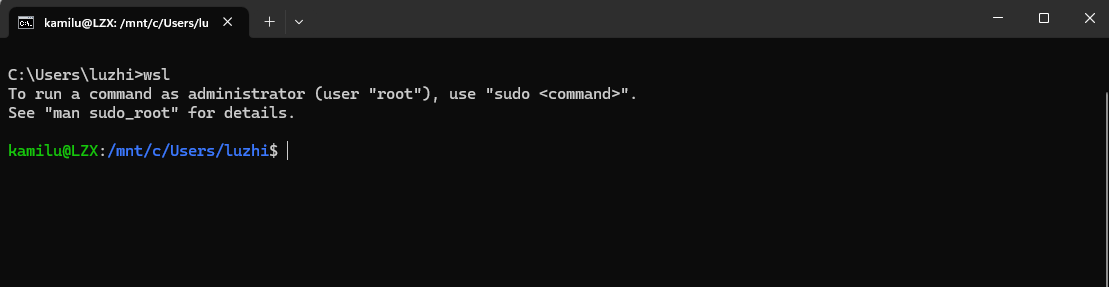 kamilu@LZX: /mnt/c/Users/lu
C:\Users\luzhi>wsl
To run a command as administrator (user "root"), use "sudo <command>".
See "man sudo_root" for details.
kamilu@LZX:/mnt/c/Users/luzhi$